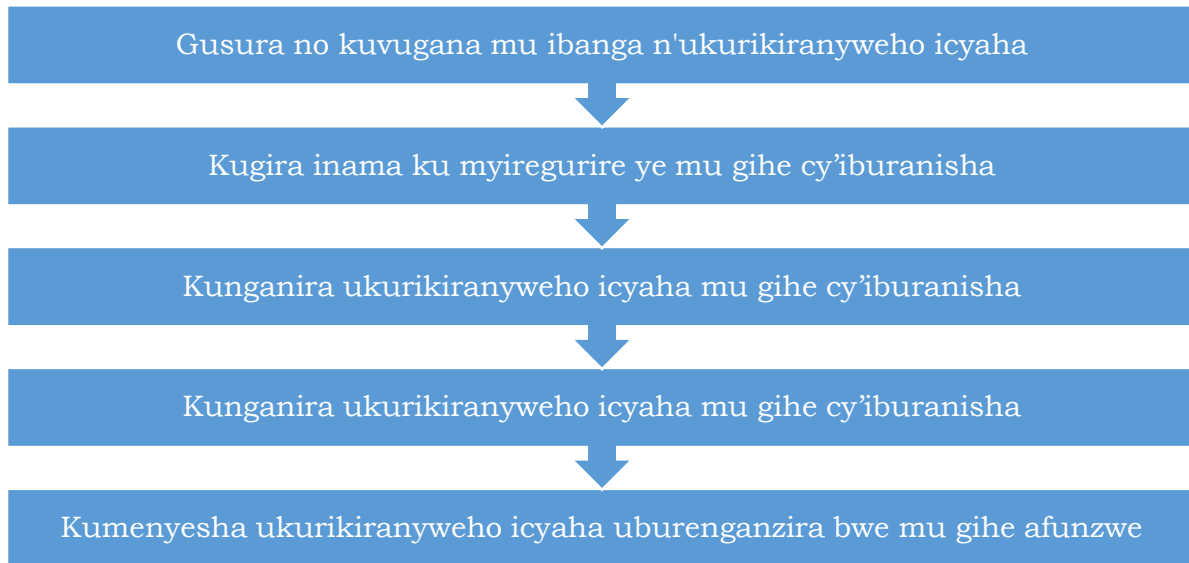 Gusura no kuvugana mu ibanga n'ukurikiranyweho icyaha
Kugira inama ku myiregurire ye mu gihe cy’iburanisha
Kunganira ukurikiranyweho icyaha mu gihe cy’iburanisha
Kunganira ukurikiranyweho icyaha mu gihe cy’iburanisha
Kumenyesha ukurikiranyweho icyaha uburenganzira bwe mu gihe afunzwe